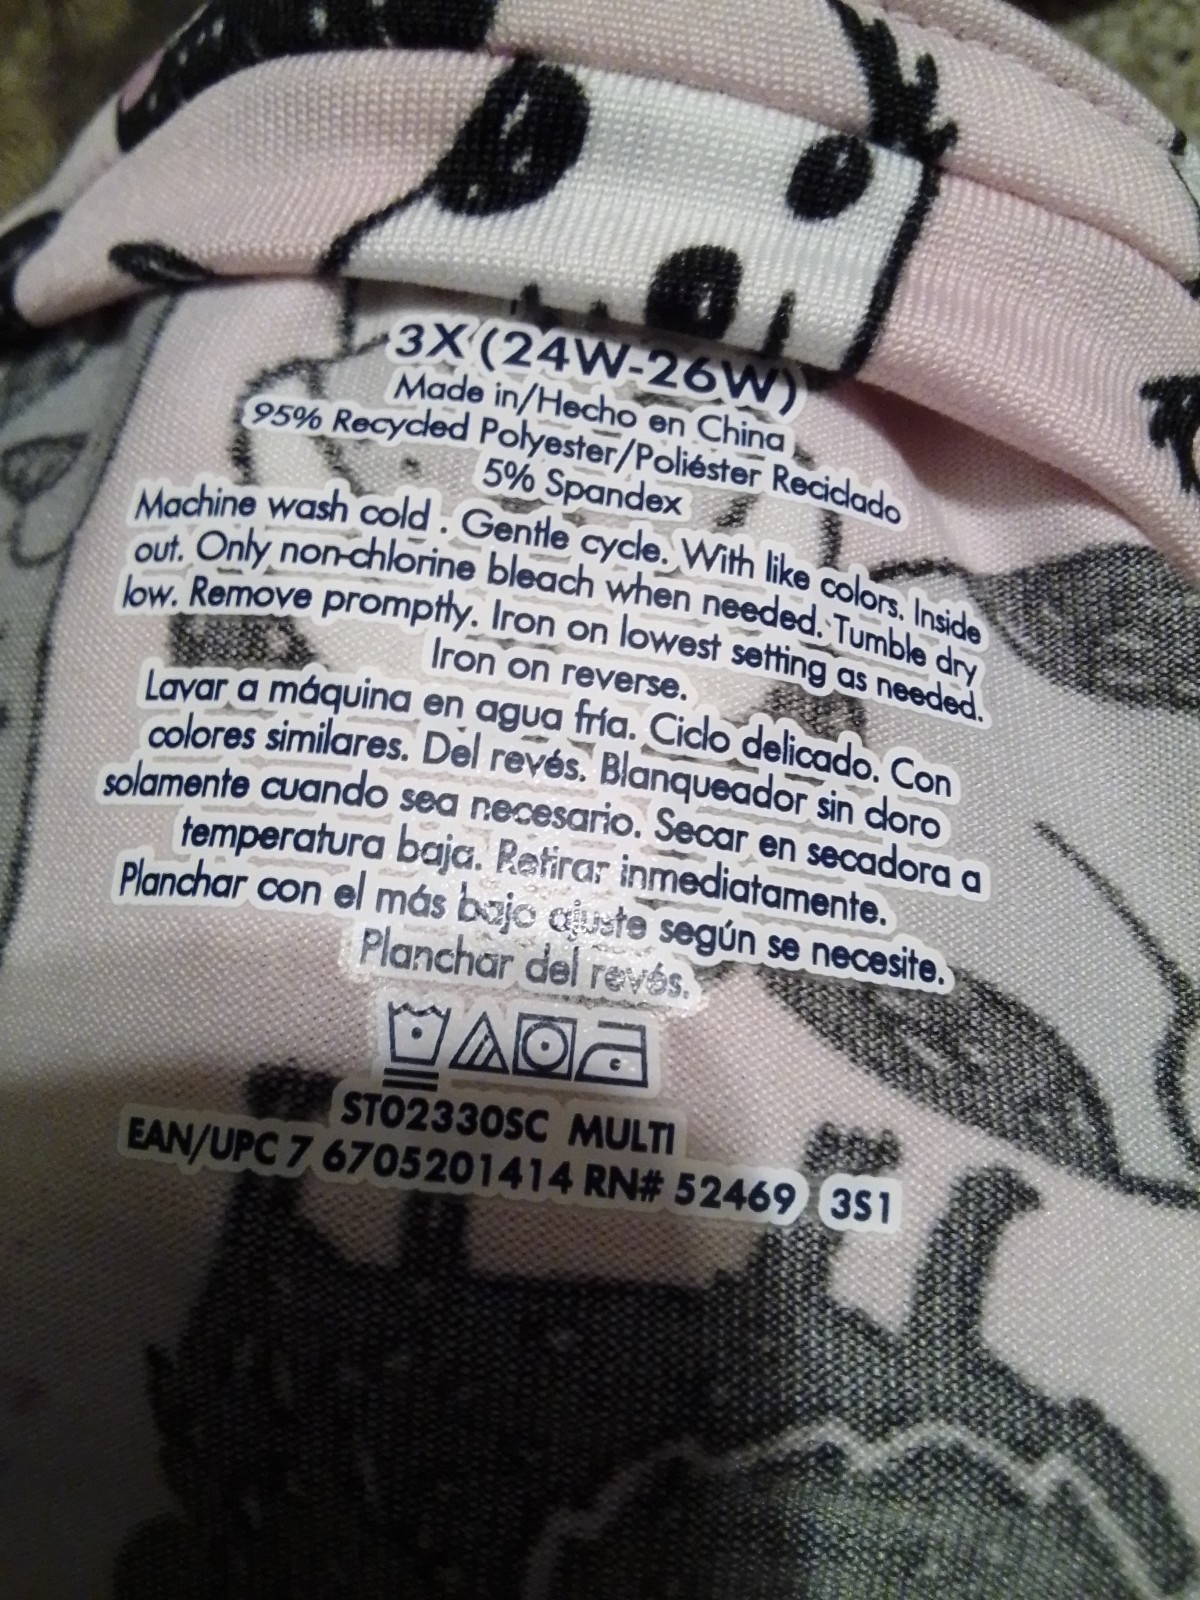 3X (24W-26W)
Made in/Hecho en China
95% Recycled Polyester/Poliéster Reciclado
5% Spandex
Machine wash cold . Gentle cycle. With like colors. Inside
out. Only non-chlorine bleach when needed. Tumble dry
low. Remove promptly. Iron on lowest setting as needed.
Iron on reverse.
Lavar a máquina en agua fría. Ciclo delicado. Con
colores similares. Del revés. Blanqueador sin cloro
solamente cuando sea necesario. Secar en secadora a
temperatura baja. Retirar inmediatamente.
Planchar con el más bajo ajuste según se necesite.
Planchar del revés.
ST02330SC MULTI
EAN/UPC 7 6705201414 RN# 52469 3S1